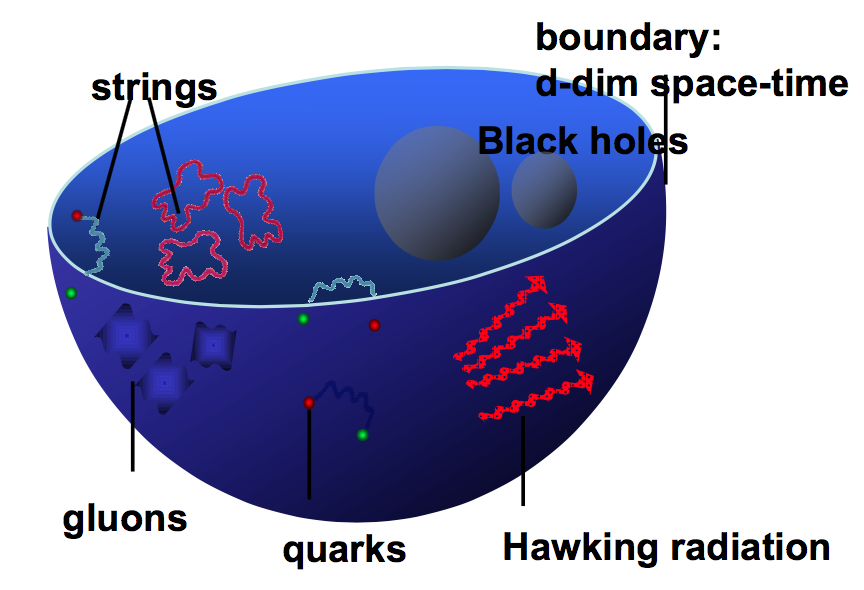 boundary:
d-dim space-time
strings
Black holes
gluons
quarks
Hawking radiation